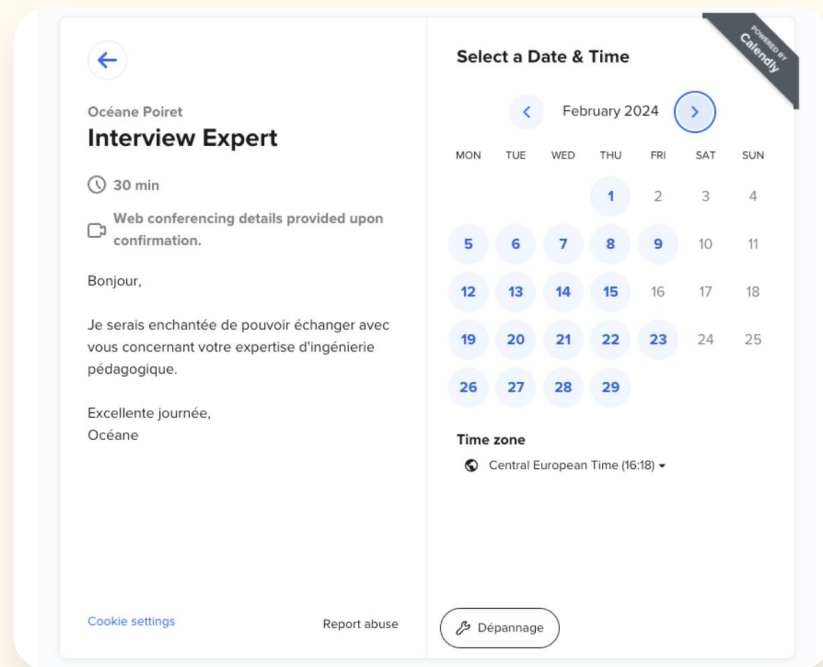 Océane Poiret
Interview Expert
30 min
Web conferencing details provided upon
confirmation.
Bonjour,
Je serais enchantée de pouvoir échanger avec
vous concernant votre expertise d'ingénierie
pédagogique.
Excellente journée,
Océane
Cookie settings
Report abuse
Select a Date & Time
POWERED BY
Calendly
February 2024
MON TUE WED THU FRI SAT SUN
1 2 3 4
5 6 7 8 9 10 11
12 13 14 15 16 17 18
19 20 21 22 23 24 25
26 27 28 29
Time zone
Central European Time (16:18)
Dépannage